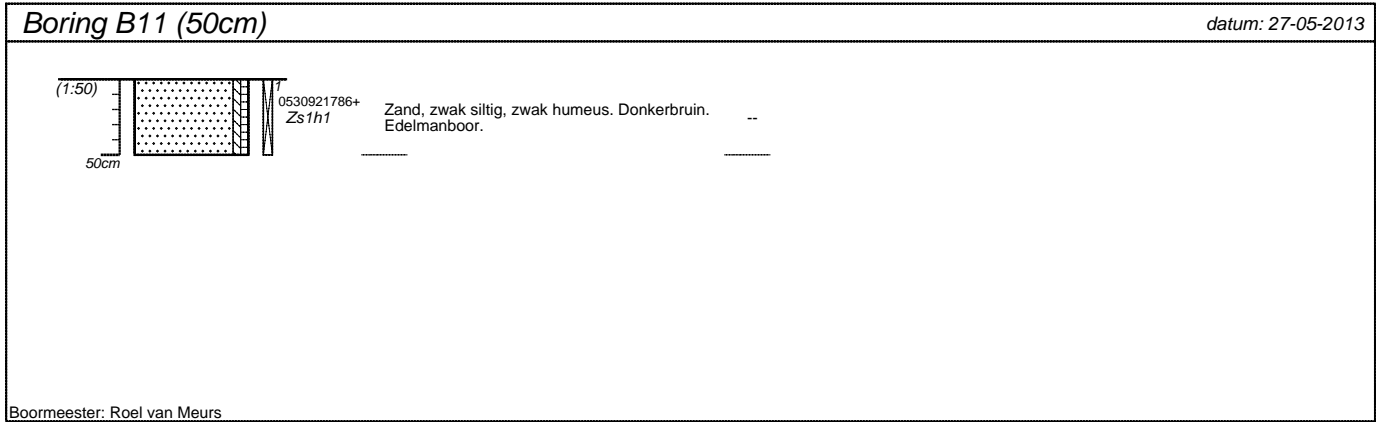 Boring B11 (50cm)
datum: 27-05-2013
(1:50)
1
0530921786+
Zs1h1
Zand, zwak siltig, zwak humeus. Donkerbruin.
Edelmanboor.
--
50cm
Boormeester: Roel van Meurs